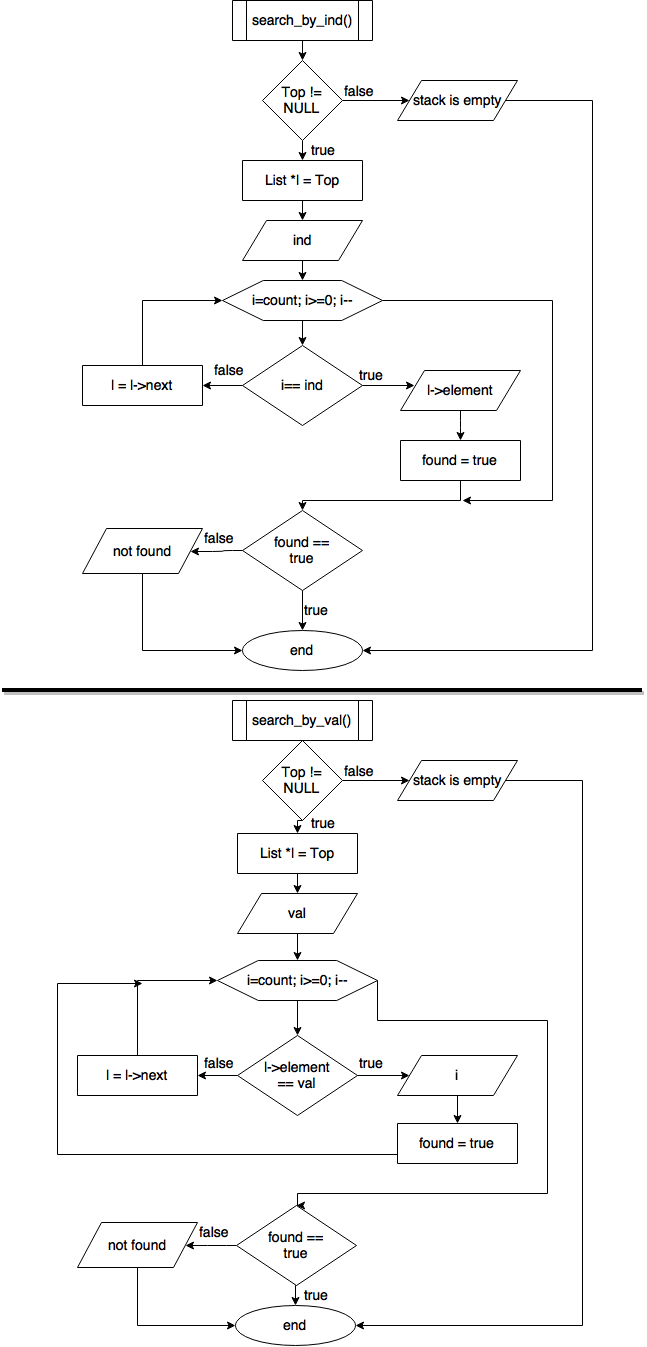 search_by_ind()
Top !=
NULL
false
stack is empty
true
List *l = Top
ind
i=count; i>=0; i--
false
i== ind
true
l = l->next
l->element
found = true
found ==
true
false
not found
true
end
search_by_val()
Top !=
NULL
false
stack is empty
true
List *l = Top
val
i=count; i>=0; i--
false
l->element
== val
true
l = l->next
i
found = true
found ==
true
false
not found
true
end